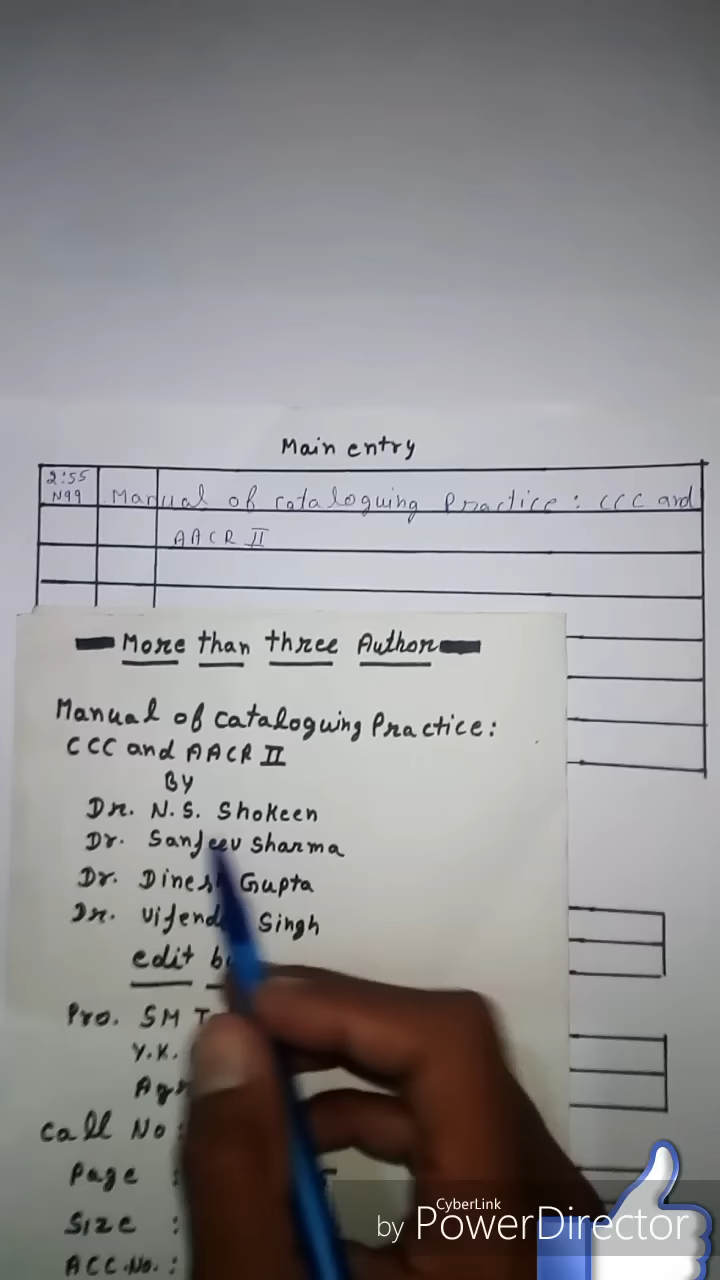 Main entry
2:55
N99 Manual of cataloguing Practice : CCC and
AACR II
More than three Author
Manual of Cataloguing Practice:
CCC and AACR II
By
Dr. N.S. Shokeen
Dr. Sanjeev Sharma
Dr. Dinesh Gupta
Dr. Singh
edit
Pro. SM
Y.K.
Call No :
Page :
Size :
ACC.No. :
CyberLink
by PowerDirector